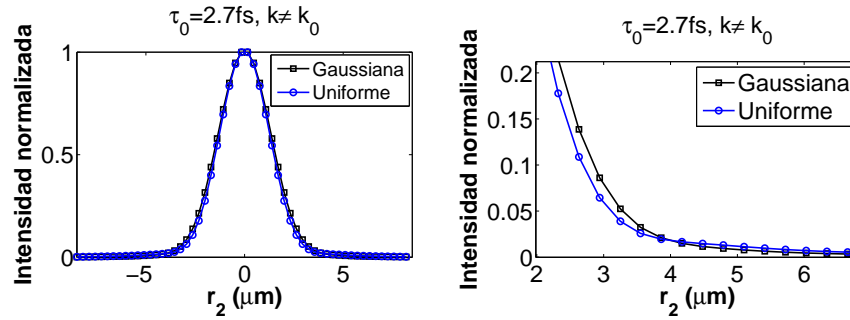 τ₀=2.7fs, k≠ k₀
Intensidad normalizada
1
0.5
0
−5
0
5
r₂ (μm)
Gaussiana
Uniforme
τ₀=2.7fs, k≠ k₀
Intensidad normalizada
0.2
0.15
0.1
0.05
0
2
3
4
5
6
r₂ (μm)
Gaussiana
Uniforme